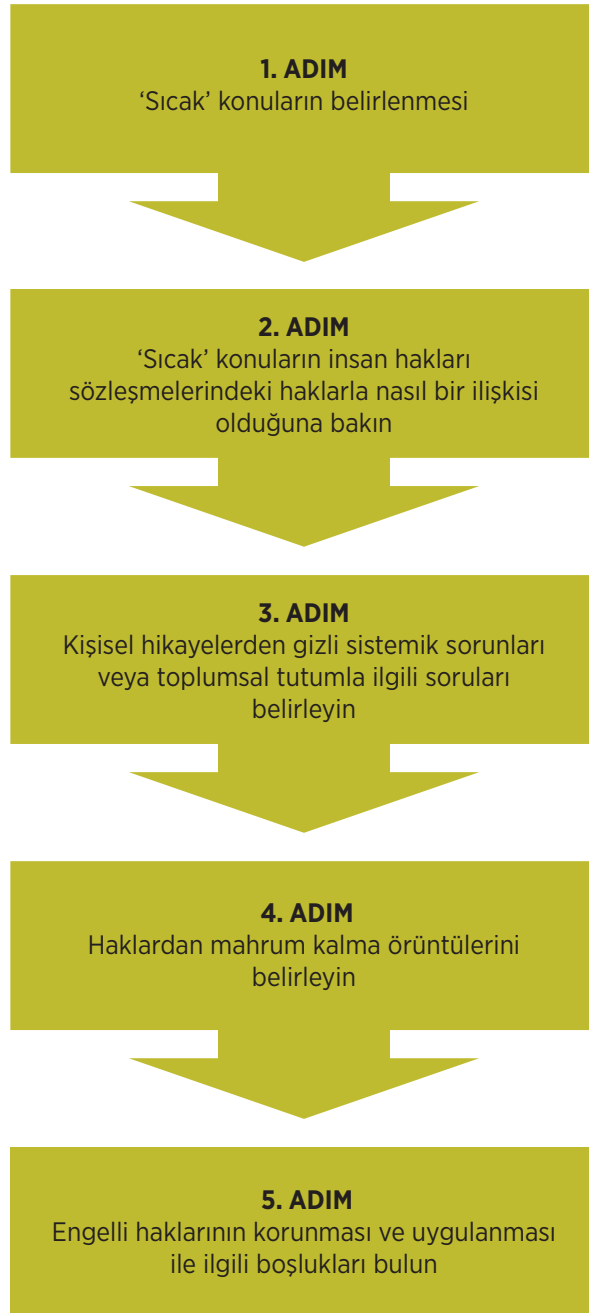 1. ADIM
‘Sıcak’ konuların belirlenmesi
2. ADIM
‘Sıcak’ konuların insan hakları
sözleşmelerindeki haklarla nasıl bir ilişkisi
olduğuna bakın
3. ADIM
Kişisel hikayelerden gizli sistemik sorunları
veya toplumsal tutumla ilgili soruları
belirleyin
4. ADIM
Haklardan mahrum kalma örüntülerini
belirleyin
5. ADIM
Engelli haklarının korunması ve uygulanması
ile ilgili boşlukları bulun